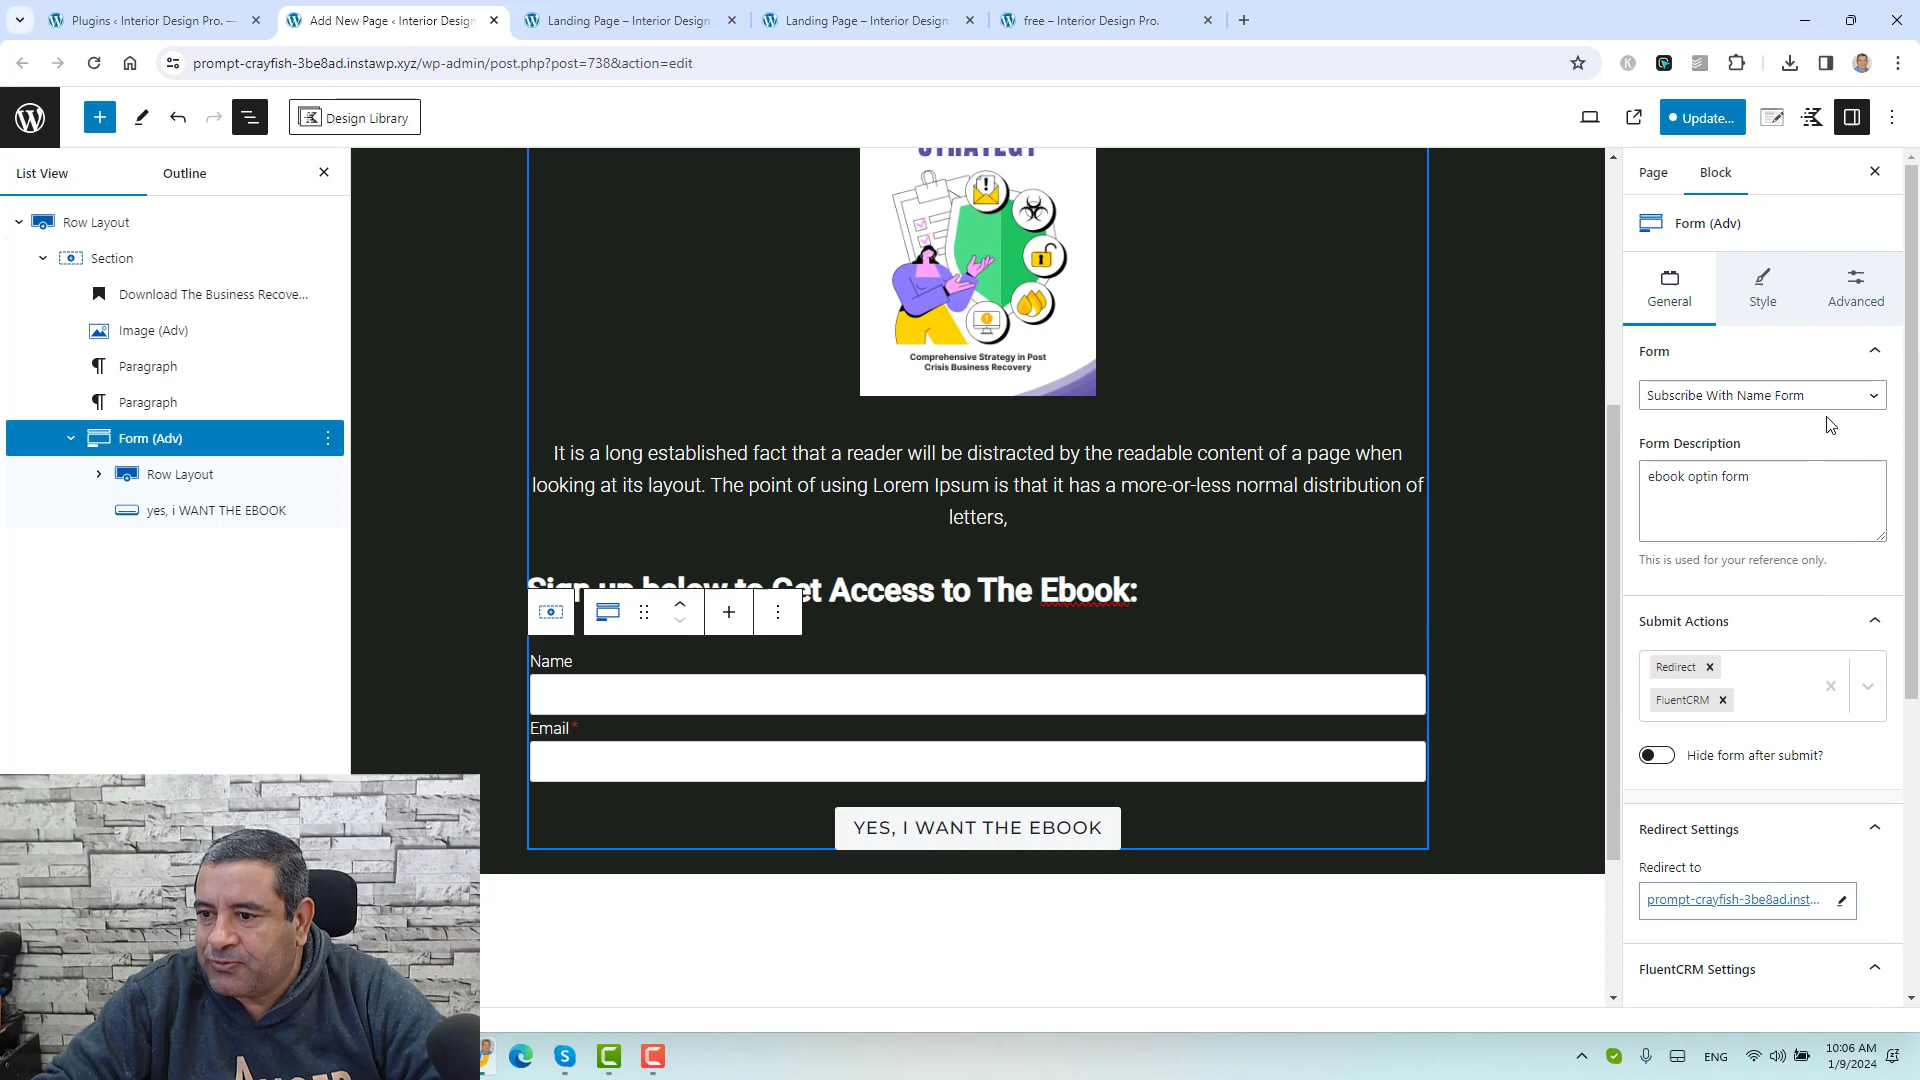 Plugins ‹ Interior Design Pro. —
Add New Page ‹ Interior Design
Landing Page – Interior Design
Landing Page – Interior Design
free – Interior Design Pro.
prompt-crayfish-3be8ad.instawp.xyz/wp-admin/post.php?post=738&action=edit
Design Library
Update...
List View
Outline
Row Layout
Section
Download The Business Recove...
Image (Adv)
Paragraph
Paragraph
Form (Adv)
Row Layout
yes, i WANT THE EBOOK
STRATEGY
Comprehensive Strategy in Post
Crisis Business Recovery
It is a long established fact that a reader will be distracted by the readable content of a page when
looking at its layout. The point of using Lorem Ipsum is that it has a more-or-less normal distribution of
letters,
Sign up below to Get Access to The Ebook:
Name
Email*
YES, I WANT THE EBOOK
Page
Block
Form (Adv)
General
Style
Advanced
Form
Subscribe With Name Form
Form Description
ebook optin form
This is used for your reference only.
Submit Actions
Redirect
FluentCRM
Hide form after submit?
Redirect Settings
Redirect to
prompt-crayfish-3be8ad.inst...
FluentCRM Settings
ENG
10:06 AM
1/9/2024